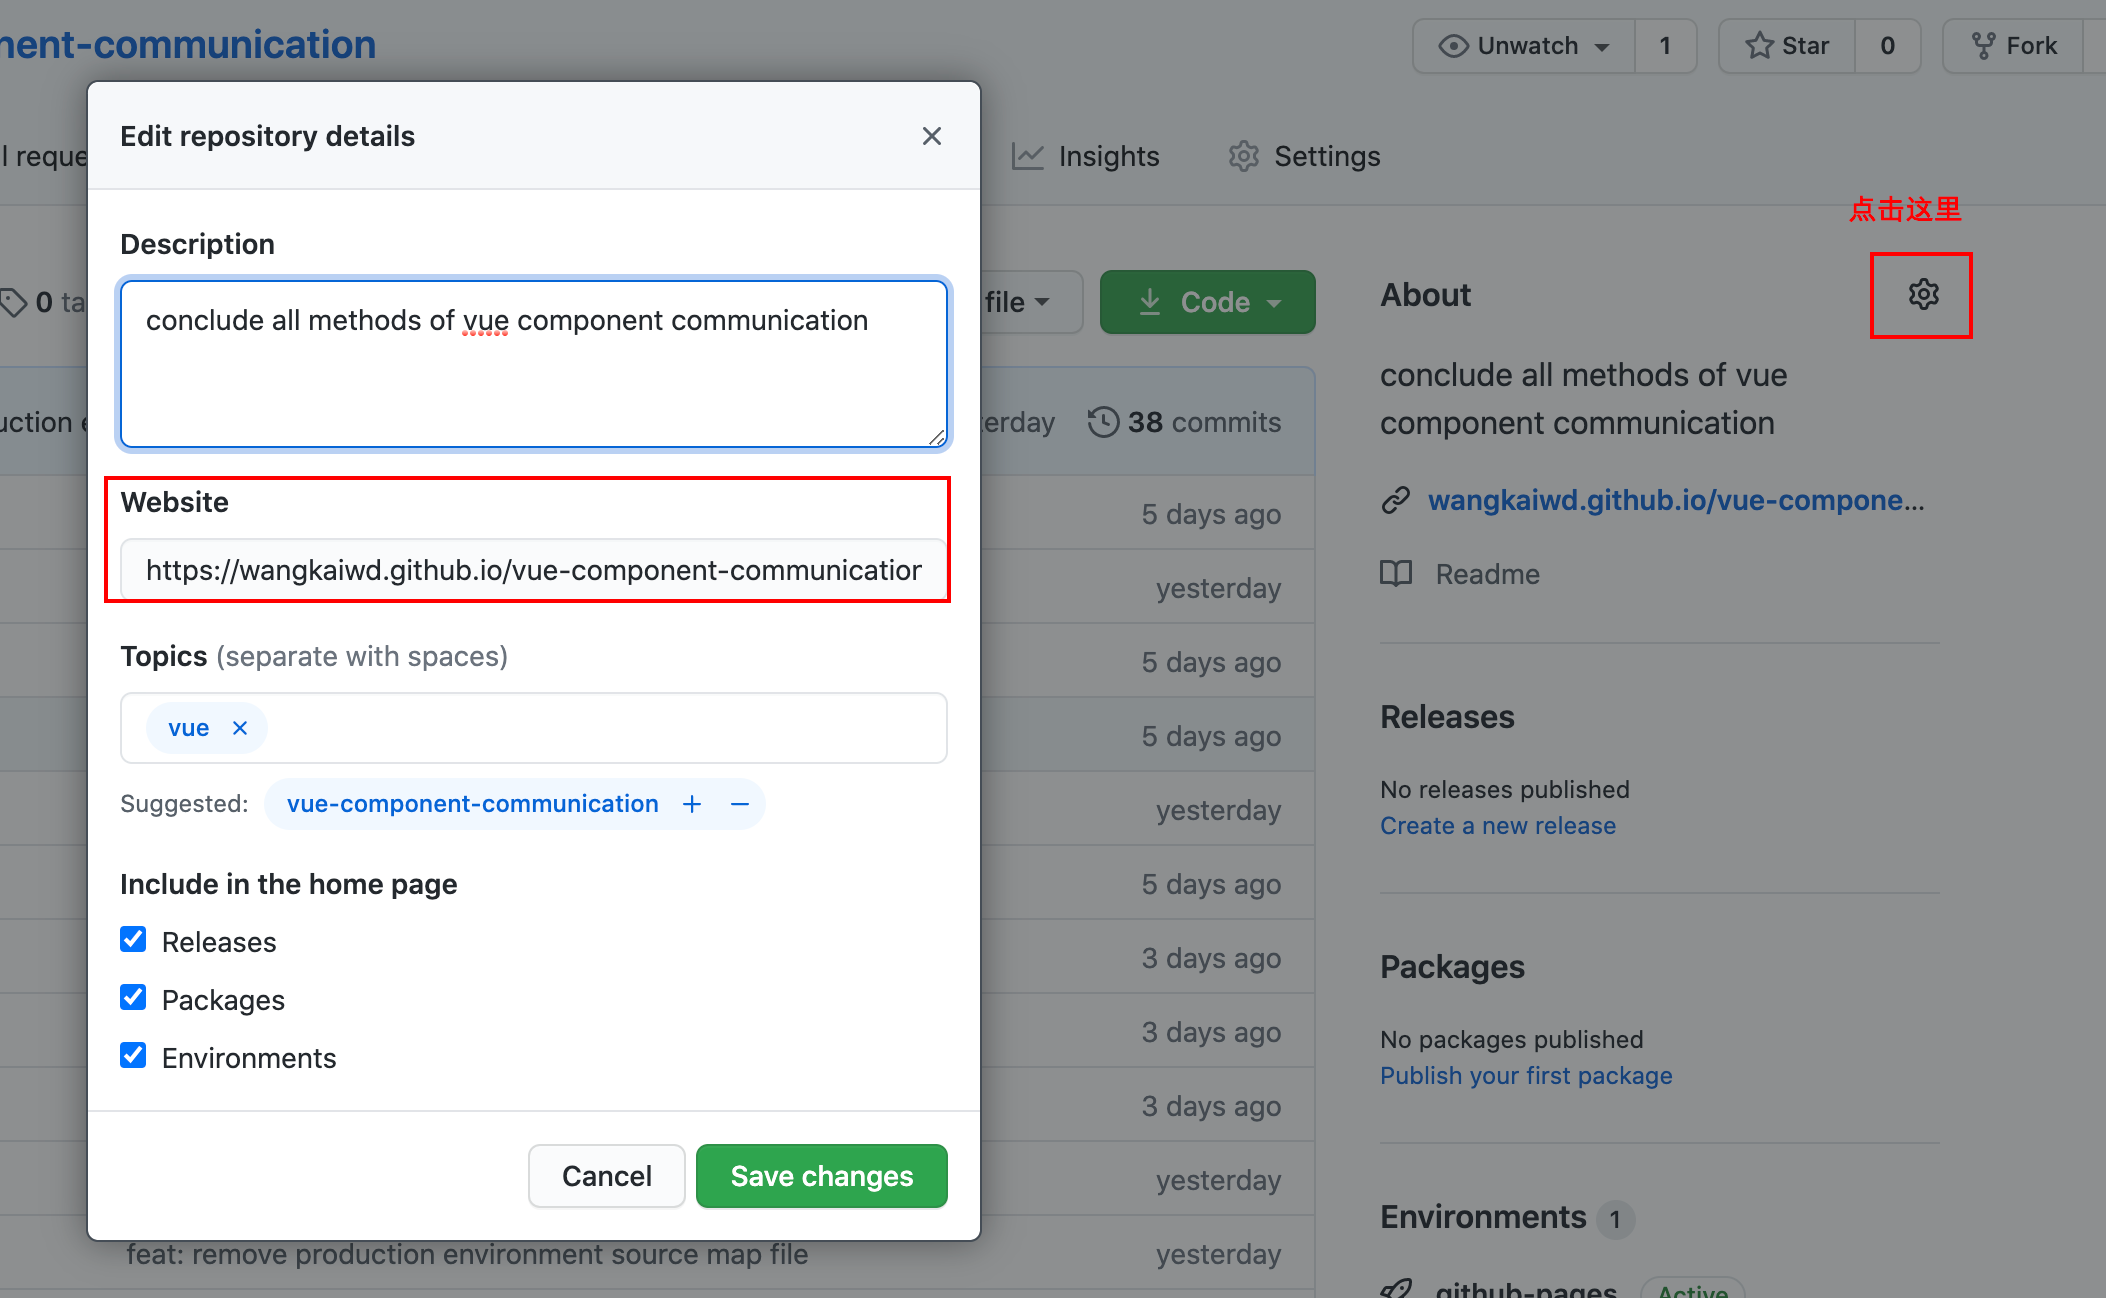 nent-communication
Unwatch 1
Star 0
Fork
l reque
Insights
Settings
点击这里
Edit repository details
Description
conclude all methods of vue component communication
Website
https://wangkaiwd.github.io/vue-component-communication
Topics (separate with spaces)
vue
Suggested: vue-component-communication
Include in the home page
Releases
Packages
Environments
Cancel
Save changes
0 ta
file
Code
uction e
terday
38 commits
5 days ago
yesterday
5 days ago
5 days ago
yesterday
5 days ago
3 days ago
3 days ago
3 days ago
yesterday
feat: remove production environment source map file
yesterday
About
conclude all methods of vue
component communication
wangkaiwd.github.io/vue-compone...
Readme
Releases
No releases published
Create a new release
Packages
No packages published
Publish your first package
Environments 1
github-pages Active